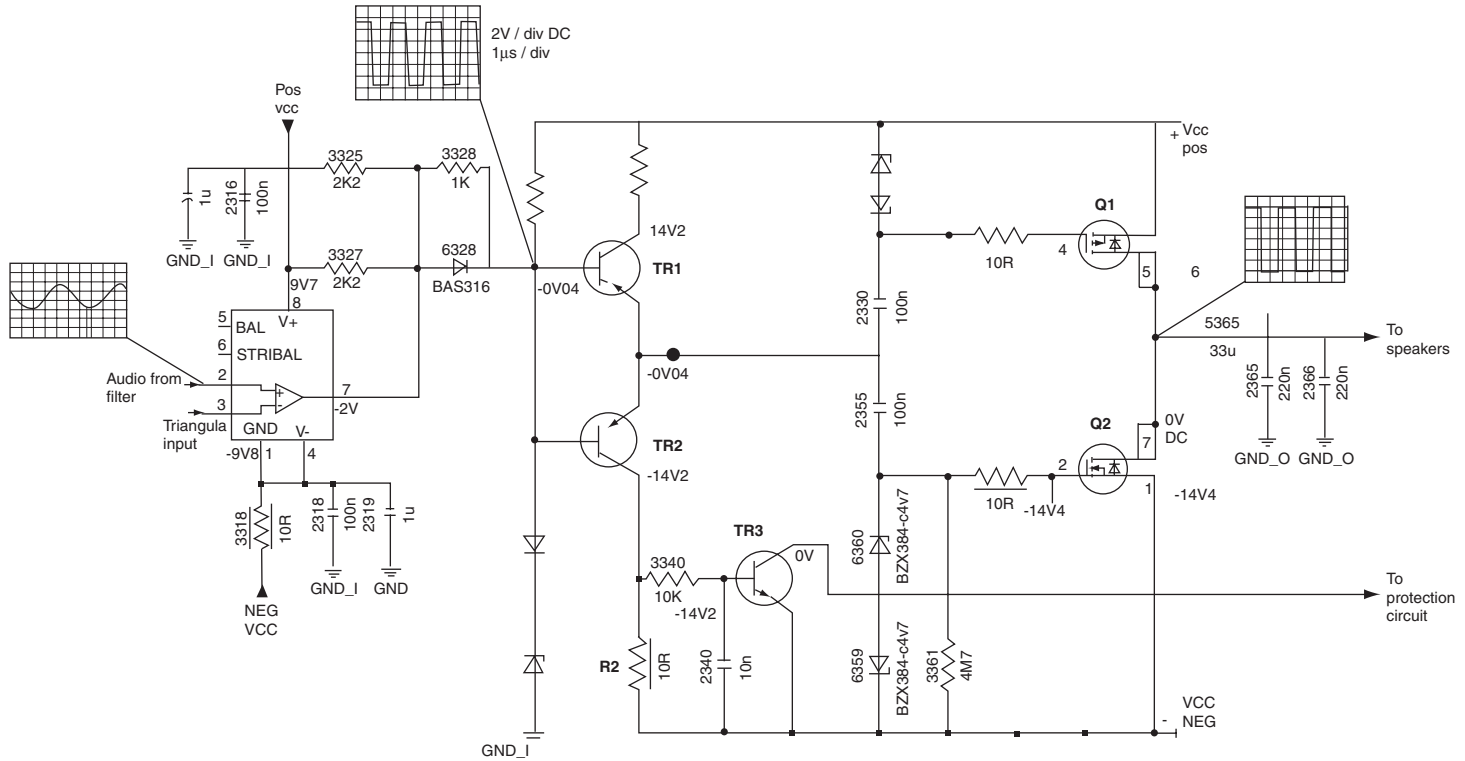 2V / div DC
1µs / div
Pos
vcc
3325
2K2
3328
1K
1u
2316
100n
GND_I
GND_I
3327
2K2
6328
BAS316
9V7
8
V+
5
BAL
6
STRIBAL
2
Audio from
filter
3
Triangula
input
+
-
7
-2V
GND
V-
-9V8
1
4
3318
10R
2318
100n
2319
1u
GND_I
GND
NEG
VCC
-0V04
14V2
TR1
-0V04
TR2
-14V2
GND_I
3340
10K
-14V2
TR3
0V
R2
10R
2340
10n
2330
100n
2355
100n
6360
BZX384-c4v7
6359
BZX384-c4v7
3361
4M7
10R
4
Q1
5
6
+ Vcc
pos
5365
33u
To
speakers
2365
220n
2366
220n
GND_O
GND_O
10R
-14V4
2
Q2
0V
DC
7
1
-14V4
To
protection
circuit
VCC
- NEG